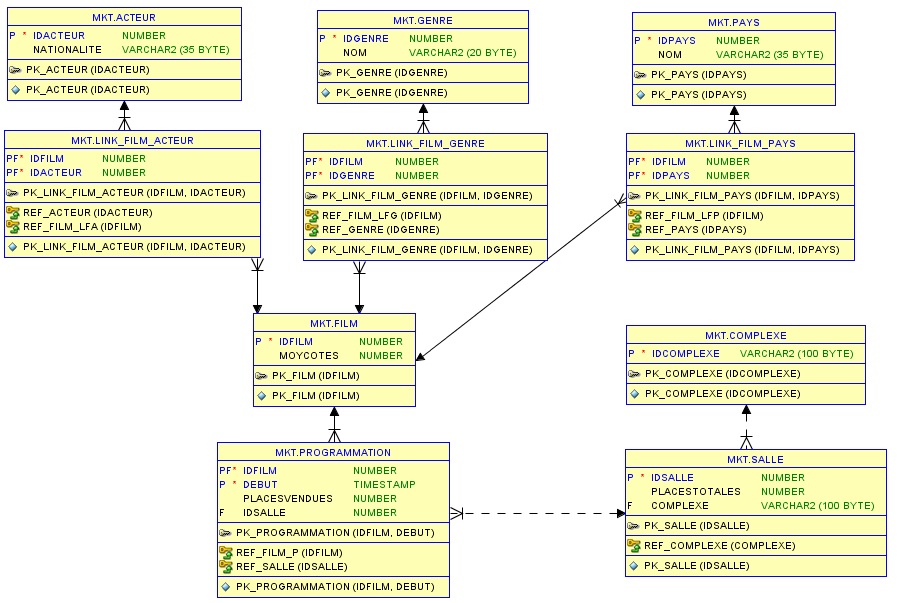 MKT.ACTEUR
P * IDACTEUR NUMBER
NATIONALITE VARCHAR2 (35 BYTE)
PK_ACTEUR (IDACTEUR)
PK_ACTEUR (IDACTEUR)
MKT.GENRE
P * IDGENRE NUMBER
NOM VARCHAR2 (20 BYTE)
PK_GENRE (IDGENRE)
PK_GENRE (IDGENRE)
MKT.PAYS
P * IDPAYS NUMBER
NOM VARCHAR2 (35 BYTE)
PK_PAYS (IDPAYS)
PK_PAYS (IDPAYS)
MKT.LINK_FILM_ACTEUR
PF* IDFILM NUMBER
PF* IDACTEUR NUMBER
PK_LINK_FILM_ACTEUR (IDFILM, IDACTEUR)
REF_ACTEUR (IDACTEUR)
REF_FILM_LFA (IDFILM)
PK_LINK_FILM_ACTEUR (IDFILM, IDACTEUR)
MKT.LINK_FILM_GENRE
PF* IDFILM NUMBER
PF* IDGENRE NUMBER
PK_LINK_FILM_GENRE (IDFILM, IDGENRE)
REF_FILM_LFG (IDFILM)
REF_GENRE (IDGENRE)
PK_LINK_FILM_GENRE (IDFILM, IDGENRE)
MKT.LINK_FILM_PAYS
PF* IDFILM NUMBER
PF* IDPAYS NUMBER
PK_LINK_FILM_PAYS (IDFILM, IDPAYS)
REF_FILM_LFP (IDFILM)
REF_PAYS (IDPAYS)
PK_LINK_FILM_PAYS (IDFILM, IDPAYS)
MKT.FILM
P * IDFILM NUMBER
MOYCOTES NUMBER
PK_FILM (IDFILM)
PK_FILM (IDFILM)
MKT.COMPLEXE
P * IDCOMPLEXE VARCHAR2 (100 BYTE)
PK_COMPLEXE (IDCOMPLEXE)
PK_COMPLEXE (IDCOMPLEXE)
MKT.PROGRAMMATION
PF* IDFILM NUMBER
P * DEBUT TIMESTAMP
PLACESVENDUES NUMBER
F IDSALLE NUMBER
PK_PROGRAMMATION (IDFILM, DEBUT)
REF_FILM_P (IDFILM)
REF_SALLE (IDSALLE)
PK_PROGRAMMATION (IDFILM, DEBUT)
MKT.SALLE
P * IDSALLE NUMBER
PLACESTOTALES NUMBER
F COMPLEXE VARCHAR2 (100 BYTE)
PK_SALLE (IDSALLE)
REF_COMPLEXE (COMPLEXE)
PK_SALLE (IDSALLE)